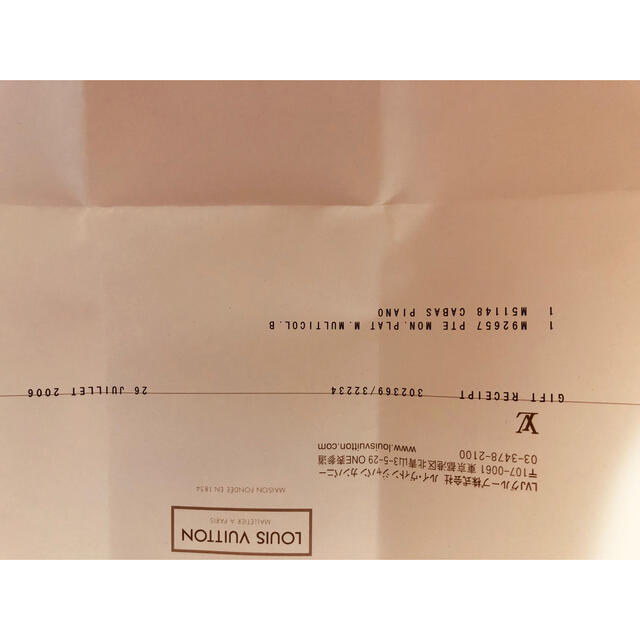 LOUIS VUITTON
MALLETIER A PARIS
MAISON FONDÉE EN 1854
LVJグループ株式会社 ルイ・ヴィトンジャパン カンパニー
〒107-0061 東京都港区北青山3-5-29 ONE表参道
03-3478-2100
www.louisvuitton.com
LV
GIFT RECEIPT 302369/32234 26 JUILLET 2006
1 M92657 PTE MON.PLAT M.MULTICOL.B
1 M51148 CABAS PIANO